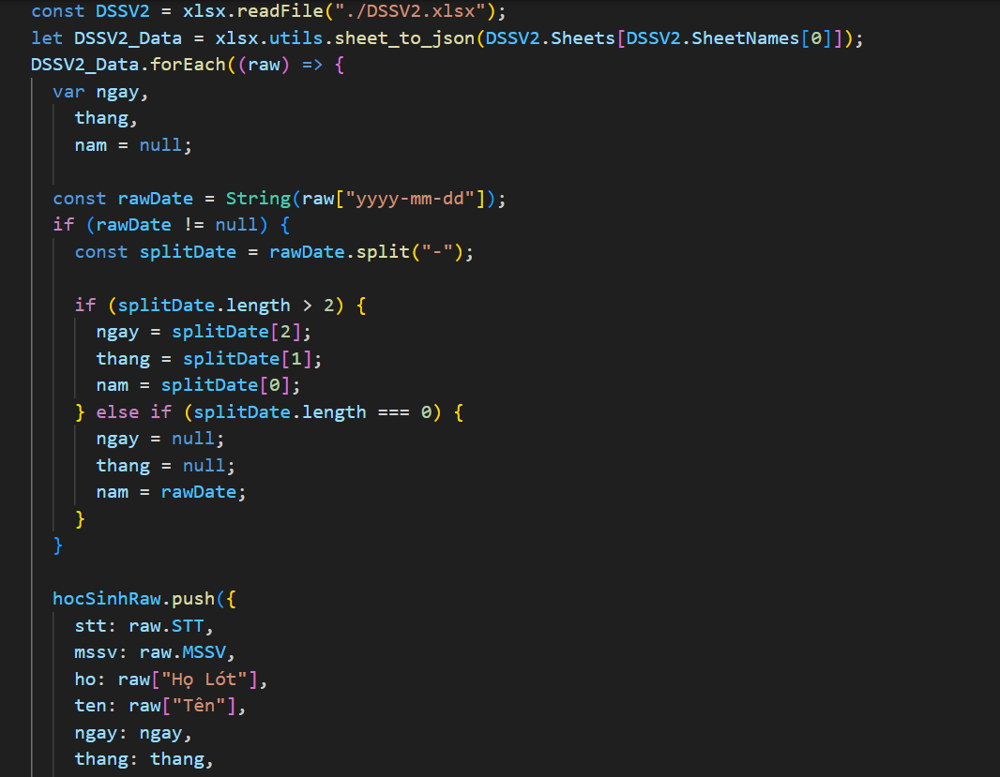 const DSSV2 = xlsx.readFile("./DSSV2.xlsx");
let DSSV2_Data = xlsx.utils.sheet_to_json(DSSV2.Sheets[DSSV2.SheetNames[0]]);
DSSV2_Data.forEach((raw) => {
var ngay,
thang,
nam = null;
const rawDate = String(raw["yyyy-mm-dd"]);
if (rawDate != null) {
const splitDate = rawDate.split("-");
if (splitDate.length > 2) {
ngay = splitDate[2];
thang = splitDate[1];
nam = splitDate[0];
} else if (splitDate.length === 0) {
ngay = null;
thang = null;
nam = rawDate;
}
}
hocSinhRaw.push({
stt: raw.STT,
mssv: raw.MSSV,
ho: raw["Họ Lót"],
ten: raw["Tên"],
ngay: ngay,
thang: thang,